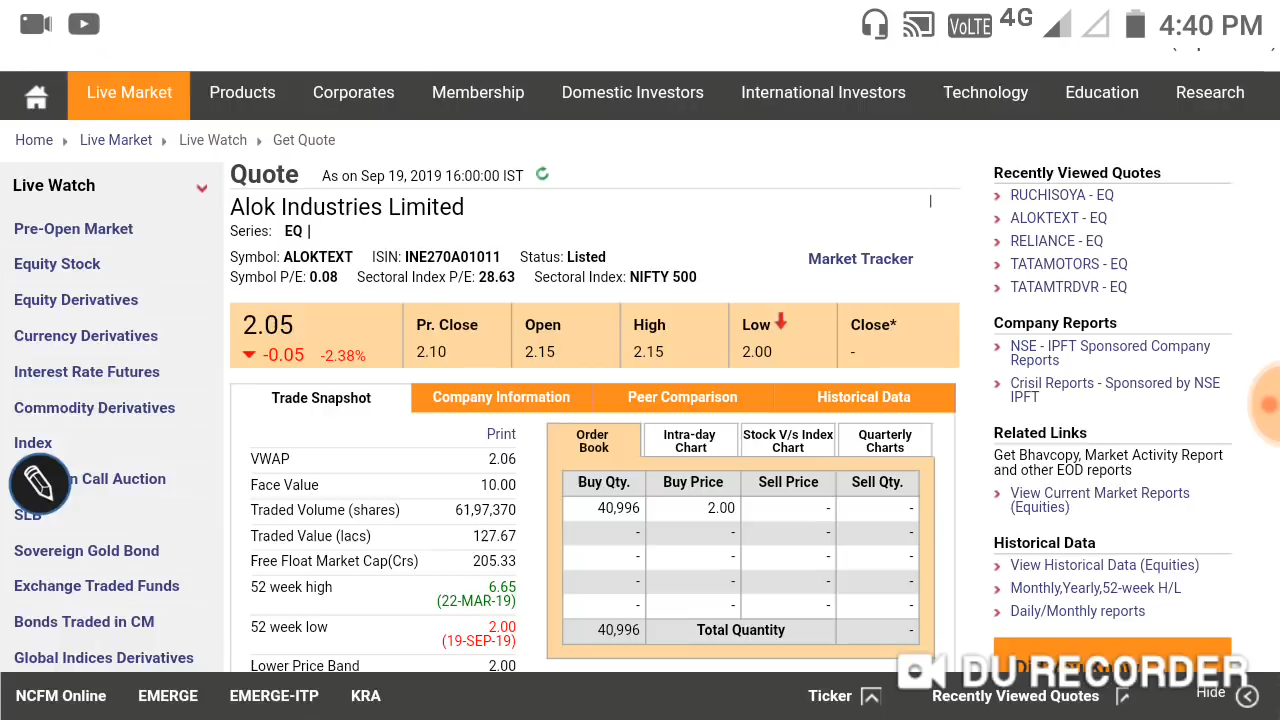 VoLTE 4G 4:40 PM
Live Market Products Corporates Membership Domestic Investors International Investors Technology Education Research
Home Live Market Live Watch Get Quote
Live Watch
Pre-Open Market
Equity Stock
Equity Derivatives
Currency Derivatives
Interest Rate Futures
Commodity Derivatives
Index
Call Auction
SLB
Sovereign Gold Bond
Exchange Traded Funds
Bonds Traded in CM
Global Indices Derivatives
Quote As on Sep 19, 2019 16:00:00 IST
Alok Industries Limited |
Series: EQ |
Symbol: ALOKTEXT ISIN: INE270A01011 Status: Listed
Market Tracker
Symbol P/E: 0.08 Sectoral Index P/E: 28.63 Sectoral Index: NIFTY 500
2.05 Pr. Close Open High Low Close*
-0.05 -2.38% 2.10 2.15 2.15 2.00 -
Trade Snapshot Company Information Peer Comparison Historical Data
Print
VWAP 2.06
Face Value 10.00
Traded Volume (shares) 61,97,370
Traded Value (lacs) 127.67
Free Float Market Cap(Crs) 205.33
52 week high 6.65
(22-MAR-19)
52 week low 2.00
(19-SEP-19)
Lower Price Band 2.00
Order Book
Intra-day Chart
Stock V/s Index Chart
Quarterly Charts
Buy Qty. Buy Price Sell Price Sell Qty.
40,996 2.00 - -
- - - -
- - - -
- - - -
- - - -
40,996 Total Quantity -
Recently Viewed Quotes
RUCHISOYA - EQ
ALOKTEXT - EQ
RELIANCE - EQ
TATAMOTORS - EQ
TATAMTRDVR - EQ
Company Reports
NSE - IPFT Sponsored Company
Reports
Crisil Reports - Sponsored by NSE
IPFT
Related Links
Get Bhavcopy, Market Activity Report
and other EOD reports
View Current Market Reports
(Equities)
Historical Data
View Historical Data (Equities)
Monthly,Yearly,52-week H/L
Daily/Monthly reports
DU RECORDER
NCFM Online EMERGE EMERGE-ITP KRA Ticker Recently Viewed Quotes Hide